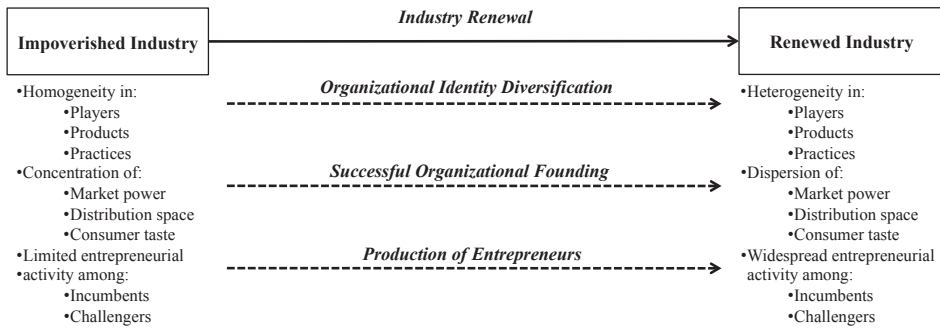 Industry Renewal
Impoverished Industry
Renewed Industry
•Homogeneity in:
•Players
•Products
•Practices
•Concentration of:
•Market power
•Distribution space
•Consumer taste
•Limited entrepreneurial
•activity among:
•Incumbents
•Challengers
Organizational Identity Diversification
Successful Organizational Founding
Production of Entrepreneurs
•Heterogeneity in:
•Players
•Products
•Practices
•Dispersion of:
•Market power
•Distribution space
•Consumer taste
•Widespread entrepreneurial
activity among:
•Incumbents
•Challengers